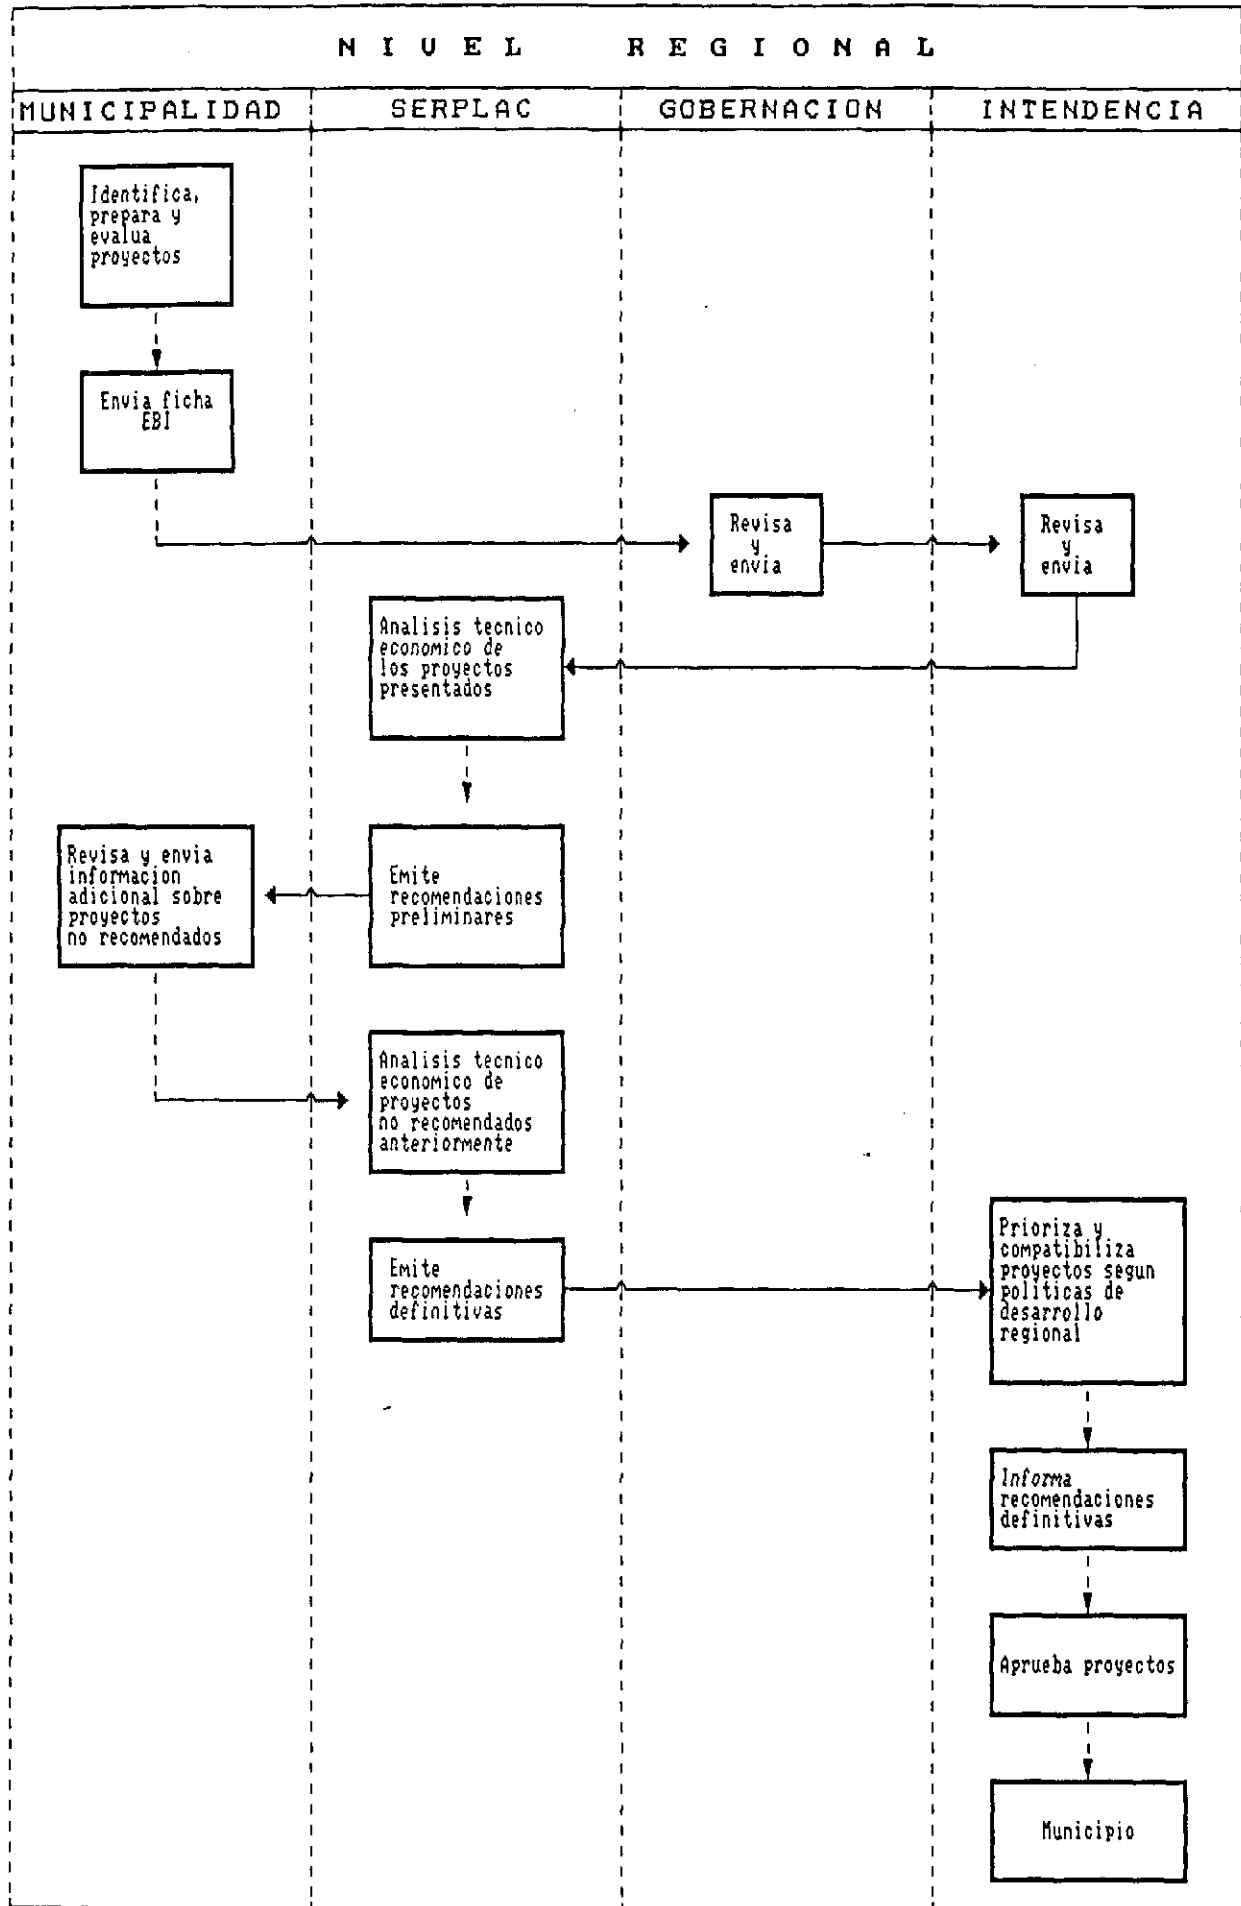 NIVEL REGIONAL
MUNICIPALIDAD SERPLAC GOBERNACION INTENDENCIA
Identifica,
prepara y
evalua
proyectos
Envia ficha
EBI
Revisa
y
envia
Revisa
y
envia
Analisis tecnico
economico de
los proyectos
presentados
Revisa y envia
informacion
adicional sobre
proyectos
no recomendados
Emite
recomendaciones
preliminares
Analisis tecnico
economico de
proyectos
no recomendados
anteriormente
Emite
recomendaciones
definitivas
Prioriza y
compatibiliza
proyectos segun
politicas de
desarrollo
regional
Informa
recomendaciones
definitivas
Aprueba proyectos
Municipio